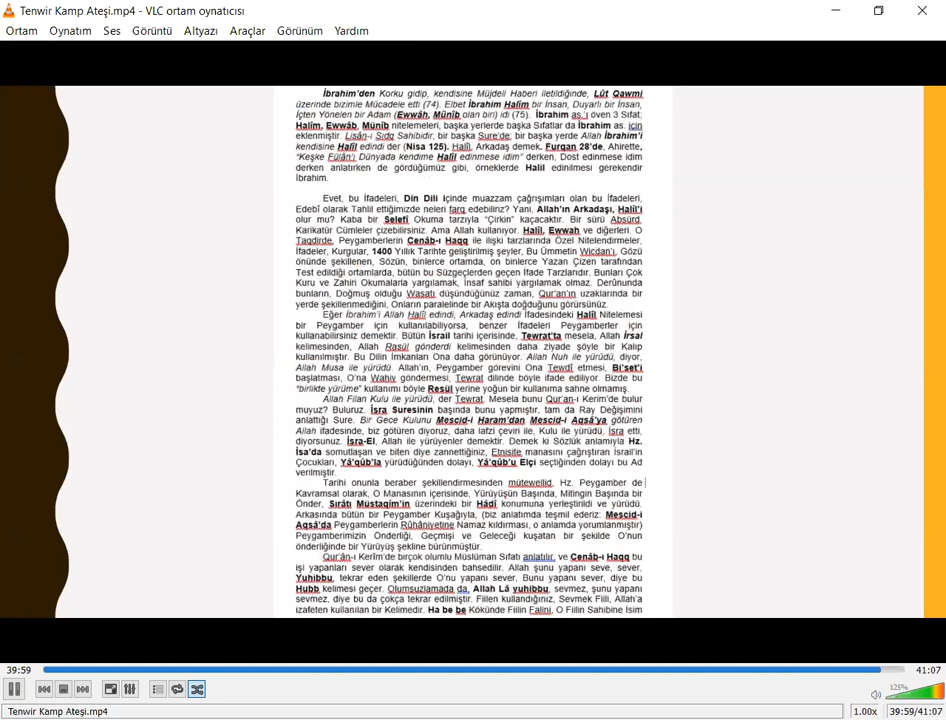 Tenwir Kamp Ateşi.mp4 - VLC ortam oynatıcısı
Ortam Oynatım Ses Görüntü Altyazı Araçlar Görünüm Yardım
İbrahim'den Korku gidip, kendisine Müjdeli Haberi iletildiğinde, Lût Qawmi
üzerinde bizimle Mücadele etti (74). Elbet İbrahim Halîm bir İnsan, Duyarlı bir İnsan,
İçten Yönelen bir Adam (Ewwâh, Münîb olan biri) idi (75). İbrahim as.'ı öven 3 Sıfat;
Halîm, Ewwâb, Münîb nitelemeleri, başka yerlerde başka Sıfatlar da İbrahim as. için
eklenmiştir. Lisân-ı Sıdq Sahibidir, bir başka Sure'de; bir başka yerde Allah İbrahim'i
kendisine Halîl edindi der (Nisa 125). Halîl, Arkadaş demek. Furqan 28'de, Ahirette,
"Keşke Fülân'ı Dünyada kendime Halîl edinmese idim" derken, Dost edinmese idim
derken anlatırken de gördüğümüz gibi, örneklerde Halil edinilmesi gerekendir
İbrahim.
Evet, bu İfadeleri, Din Dili içinde muazzam çağrışımları olan bu İfadeleri,
Edebî olarak Tahlil ettiğimizde neleri farq edebiliriz? Yani, Allah'ın Arkadaşı, Halîl'i
olur mu? Kaba bir Selefî Okuma tarzıyla "Çirkin" kaçacaktır. Bir sürü Absürd,
Karikatür Cümleler çizebilirsiniz. Ama Allah kullanıyor. Halîl, Ewwah ve diğerleri. O
Taqdirde, Peygamberlerin Cenâb-ı Haqq ile ilişki tarzlarında Özel Nitelendirmeler,
İfadeler, Kurgular, 1400 Yıllık Tarihte geliştirilmiş şeyler, Bu Ümmetin Wicdan'ı, Gözü
önünde şekillenen, Sözün, binlerce ortamda, on binlerce Yazan Çizen tarafından
Test edildiği ortamlarda, bütün bu Süzgeçlerden geçen İfade Tarzlarıdır. Bunları Çok
Kuru ve Zahiri Okumalarla yargılamak, İnsaf sahibi yargılamak olmaz. Derûnunda
bunların, Doğmuş olduğu Wasatı düşündüğünüz zaman, Qur'an'ın uzaklarında bir
yerde şekillenmediğini, Onların paralelinde bir Akışta doğduğunu görürsünüz.
Eğer İbrahim'i Allah Halîl edindi, Arkadaş edindi ifadesindeki Halîl Nitelemesi
bir Peygamber için kullanılabiliyorsa, benzer İfadeleri Peygamberler için
kullanabilirsiniz demektir. Bütün İsrail tarihi içerisinde, Tewrat'ta mesela, Allah İrsal
kelimesinden, Allah Rasûl gönderdi kelimesinden daha ziyade şöyle bir Kalıp
kullanılmıştır. Bu Dilin İmkanları Ona daha görünüyor. Allah Nuh ile yürüdü, diyor,
Allah Musa ile yürüdü. Allah'ın, Peygamber görevini Ona Tewdî etmesi, Bi'set'i
başlatması, O'na Wahiy göndermesi, Tewrat dilinde böyle ifade ediliyor. Bizde bu
"birlikte yürüme" kullanımı böyle Resûl yerine yoğun bir kullanıma sahne olmamış.
Allah Filan Kulu ile yürüdü, der Tewrat. Mesela bunu Qur'an-ı Kerim'de bulur
muyuz? Buluruz. İsra Suresinin başında bunu yapmıştır, tam da Ray Değişimini
anlattığı Sure. Bir Gece Kulunu Mescid-i Haram'dan Mescid-i Aqsâ'ya götüren
Allah ifadesinde, biz götüren diyoruz, daha lafzi çeviri ile, Kulu ile yürüdü, İsra etti,
diyorsunuz. İsra-El, Allah ile yürüyenler demektir. Demek ki Sözlük anlamıyla Hz.
İsa'da somutlaşan ve biten diye zannettiğiniz, Etnisite manasını çağrıştıran İsrail'in
Çocukları, Yâ'qûb'la yürüdüğünden dolayı, Yâ'qûb'u Elçi seçtiğinden dolayı bu Ad
verilmiştir.
Tarihi onunla beraber şekillendirmesinden mütewellid, Hz. Peygamber de
Kavramsal olarak, O Manasının içerisinde, Yürüyüşün Başında, Mitingin Başında bir
Önder, Sırâtı Müstaqîm'in üzerindeki bir Hâdî konumuna yerleştirildi ve yürüdü.
Arkasında bütün bir Peygamber Kuşağıyla, (biz anlatımda teşmil ederiz: Mescid-i
Aqsâ'da Peygamberlerin Rûhâniyetine Namaz kıldırması, o anlamda yorumlanmıştır)
Peygamberimizin Önderliği, Geçmişi ve Geleceği kuşatan bir şekilde O'nun
önderliğinde bir Yürüyüş şekline bürünmüştür.
Qur'ân-ı Kerîm'de birçok olumlu Müslüman Sıfatı anlatılır, ve Cenâb-ı Haqq bu
işi yapanları sever olarak kendisinden bahsedilir. Allah şunu yapanı seve, sever,
Yuhibbu, tekrar eden şekillerde O'nu yapanı sever, Bunu yapanı sever, diye bu
Hubb kelimesi geçer. Olumsuzlamada da, Allah Lâ yuhibbu, sevmez, şunu yapanı
sevmez, diye bu da çokça tekrar edilmiştir. Fiilen kullandığınız, Sevmek Fiili, Allah'a
izafeten kullanılan bir Kelimedir. Ha be be Kökünde Fiilin Failini, O Fiilin Sahibine İsim
39:59 41:07
125%
Tenwir Kamp Ateşi.mp4 1.00x 39:59/41:07